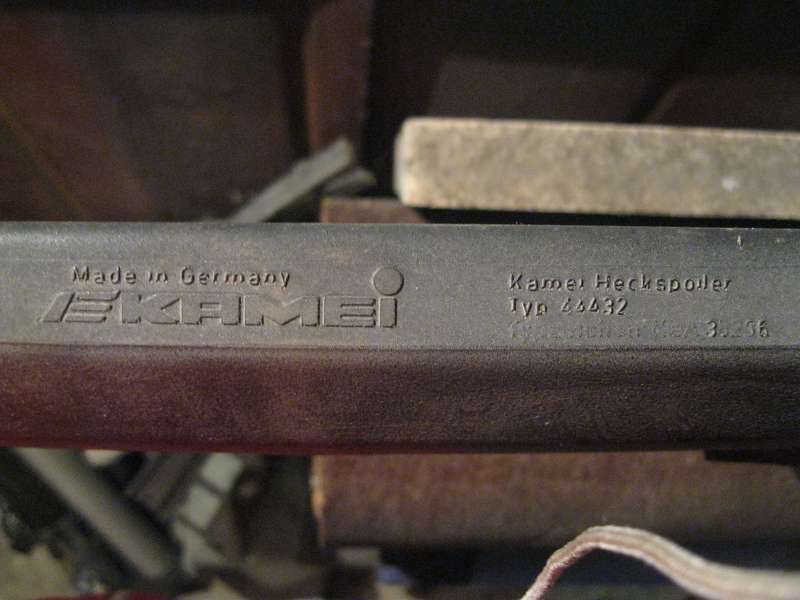 Made in Germany
KAMEI
Kamei Heckspoiler
Typ 44432